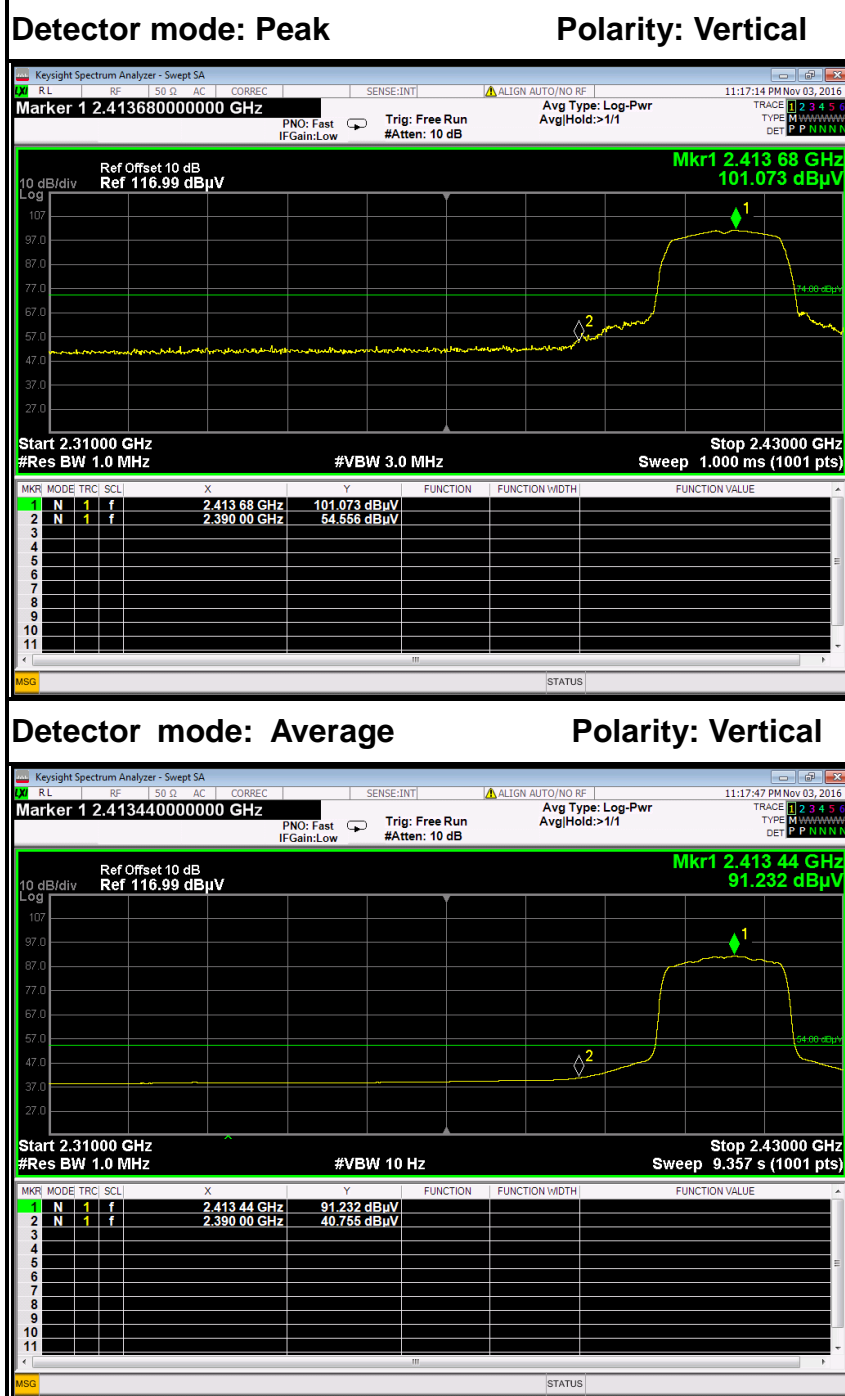 Detector mode: Peak Polarity: Vertical
Keysight Spectrum Analyzer - Swept SA
LXI RL RF 50 Ω AC CORREC SENSE:INT ALIGN AUTO/NO RF 11:17:14 PM Nov 03, 2016
Marker 1 2.413680000000 GHz
PNO: Fast
IFGain:Low
Trig: Free Run
#Atten: 10 dB
Avg Type: Log-Pwr
Avg|Hold:>1/1
TRACE 1 2 3 4 5 6
TYPE M WWWWW
DET P P N N N N
Mkr1 2.413 68 GHz
101.073 dBµV
Ref Offset 10 dB
10 dB/div Ref 116.99 dBµV
Log
107
97.0
87.0
77.0
67.0
57.0
47.0
37.0
27.0
1
74.00 dBµV
2
Start 2.31000 GHz Stop 2.43000 GHz
#Res BW 1.0 MHz #VBW 3.0 MHz Sweep 1.000 ms (1001 pts)
MKR MODE TRC SCL X Y FUNCTION FUNCTION WIDTH FUNCTION VALUE
1 N 1 f 2.413 68 GHz 101.073 dBµV
2 N 1 f 2.390 00 GHz 54.556 dBµV
3
4
5
6
7
8
9
10
11
MSG STATUS
Detector mode: Average Polarity: Vertical
Keysight Spectrum Analyzer - Swept SA
LXI RL RF 50 Ω AC CORREC SENSE:INT ALIGN AUTO/NO RF 11:17:47 PM Nov 03, 2016
Marker 1 2.413440000000 GHz
PNO: Fast
IFGain:Low
Trig: Free Run
#Atten: 10 dB
Avg Type: Log-Pwr
Avg|Hold:>1/1
TRACE 1 2 3 4 5 6
TYPE M WWWWW
DET P P N N N N
Mkr1 2.413 44 GHz
91.232 dBµV
Ref Offset 10 dB
10 dB/div Ref 116.99 dBµV
Log
107
97.0
87.0
77.0
67.0
57.0
47.0
37.0
27.0
1
54.00 dBµV
2
Start 2.31000 GHz Stop 2.43000 GHz
#Res BW 1.0 MHz #VBW 10 Hz Sweep 9.357 s (1001 pts)
MKR MODE TRC SCL X Y FUNCTION FUNCTION WIDTH FUNCTION VALUE
1 N 1 f 2.413 44 GHz 91.232 dBµV
2 N 1 f 2.390 00 GHz 40.755 dBµV
3
4
5
6
7
8
9
10
11
MSG STATUS